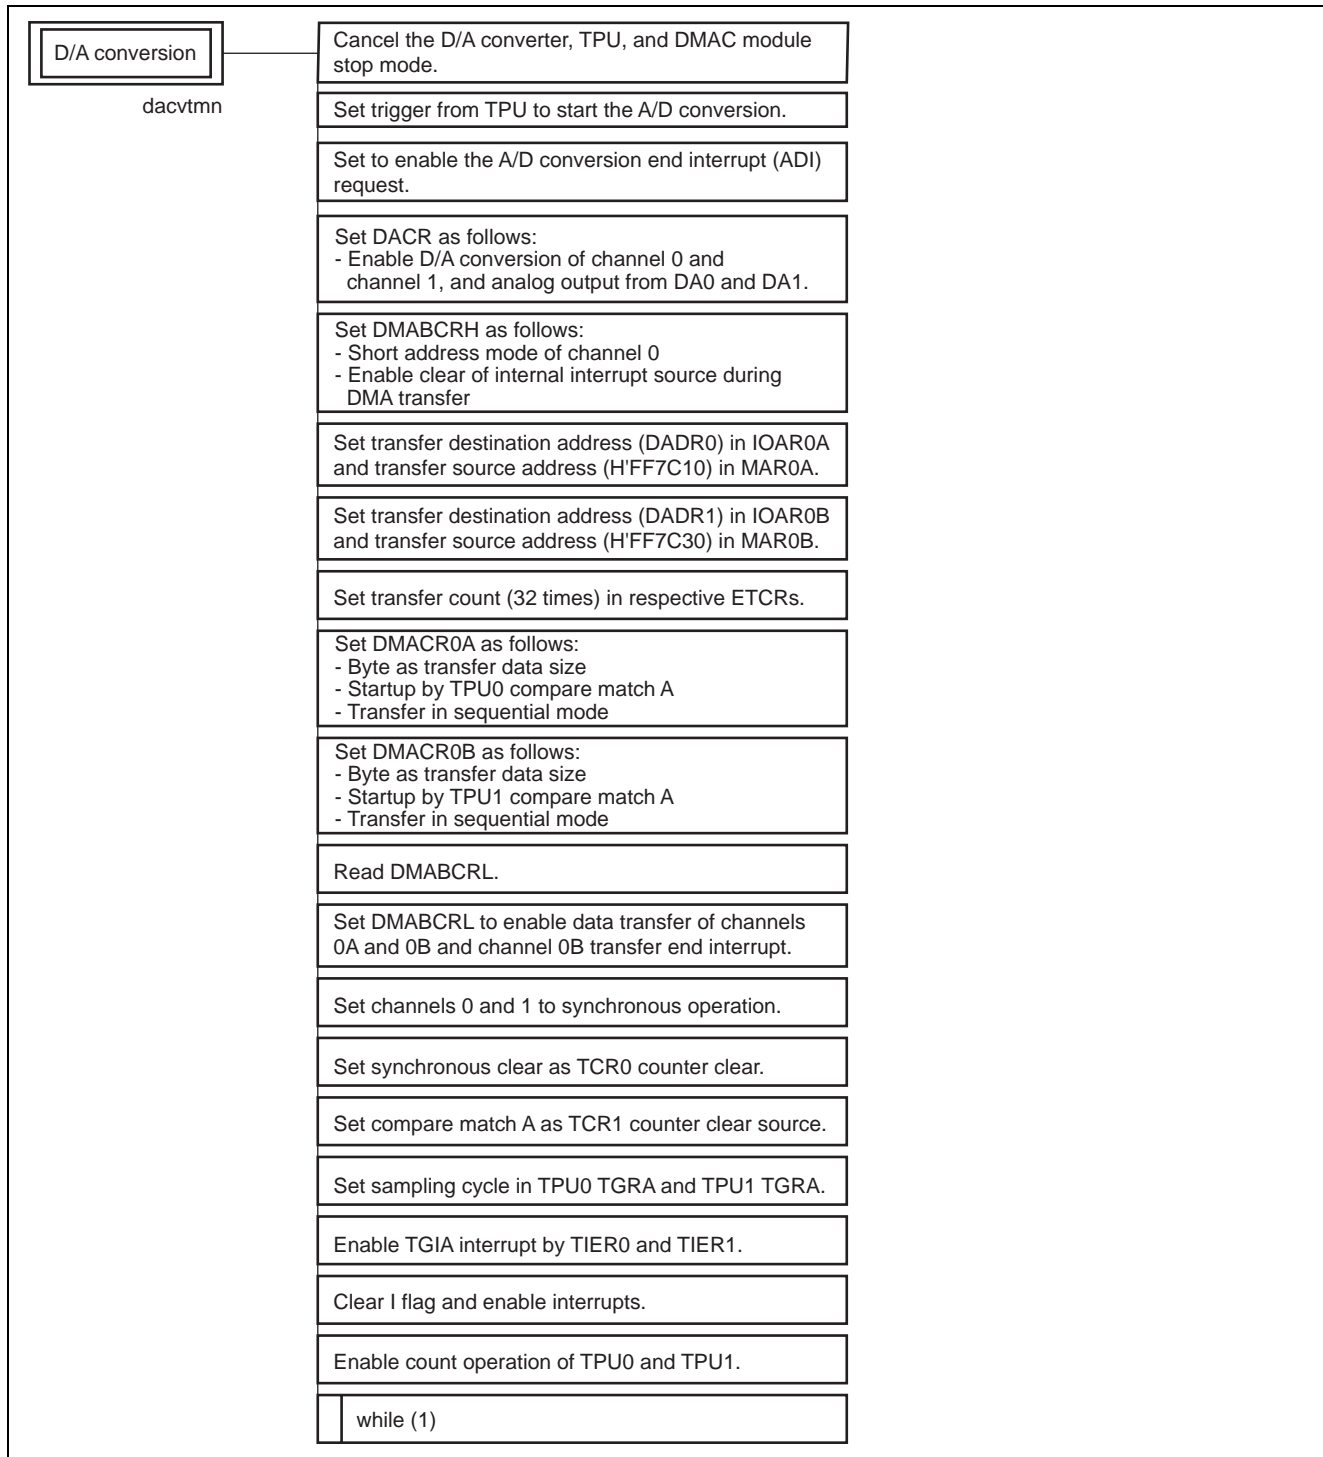 D/A conversion
dacvtmn
Cancel the D/A converter, TPU, and DMAC module
stop mode.
Set trigger from TPU to start the A/D conversion.
Set to enable the A/D conversion end interrupt (ADI)
request.
Set DACR as follows:
- Enable D/A conversion of channel 0 and
channel 1, and analog output from DA0 and DA1.
Set DMABCRH as follows:
- Short address mode of channel 0
- Enable clear of internal interrupt source during
DMA transfer
Set transfer destination address (DADR0) in IOAR0A
and transfer source address (H'FF7C10) in MAR0A.
Set transfer destination address (DADR1) in IOAR0B
and transfer source address (H'FF7C30) in MAR0B.
Set transfer count (32 times) in respective ETCRs.
Set DMACR0A as follows:
- Byte as transfer data size
- Startup by TPU0 compare match A
- Transfer in sequential mode
Set DMACR0B as follows:
- Byte as transfer data size
- Startup by TPU1 compare match A
- Transfer in sequential mode
Read DMABCRL.
Set DMABCRL to enable data transfer of channels
0A and 0B and channel 0B transfer end interrupt.
Set channels 0 and 1 to synchronous operation.
Set synchronous clear as TCR0 counter clear.
Set compare match A as TCR1 counter clear source.
Set sampling cycle in TPU0 TGRA and TPU1 TGRA.
Enable TGIA interrupt by TIER0 and TIER1.
Clear I flag and enable interrupts.
Enable count operation of TPU0 and TPU1.
while (1)